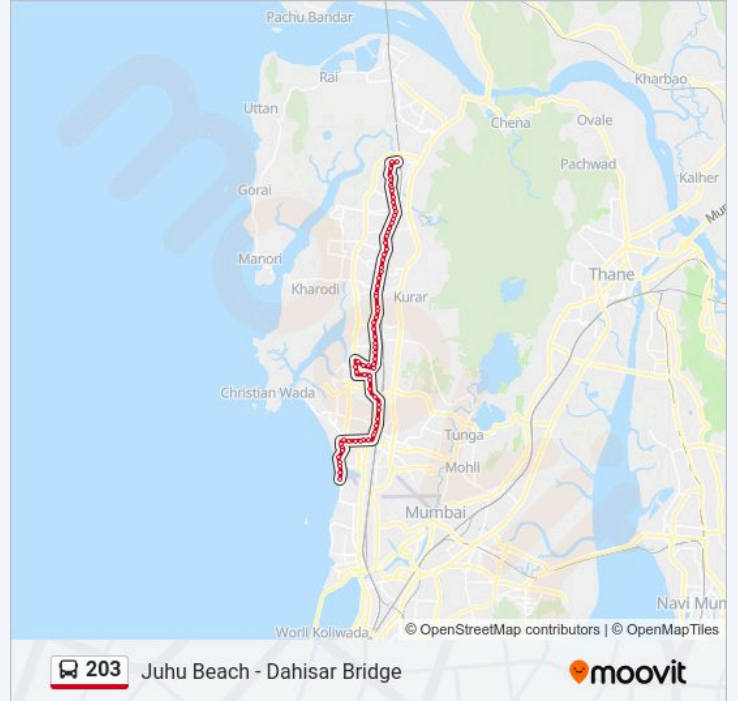 Pachu Bandar
Rai
Kharbao
Uttan
Chena
Ovale
Pachwad
Kalher
Gorai
Manori
Thane
Kharodi
Kurar
Christian Wada
Tunga
Mohli
Mumbai
Navi Mum
Worli Koliwada
© OpenStreetMap contributors | © OpenMapTiles
203 Juhu Beach - Dahisar Bridge
moovit